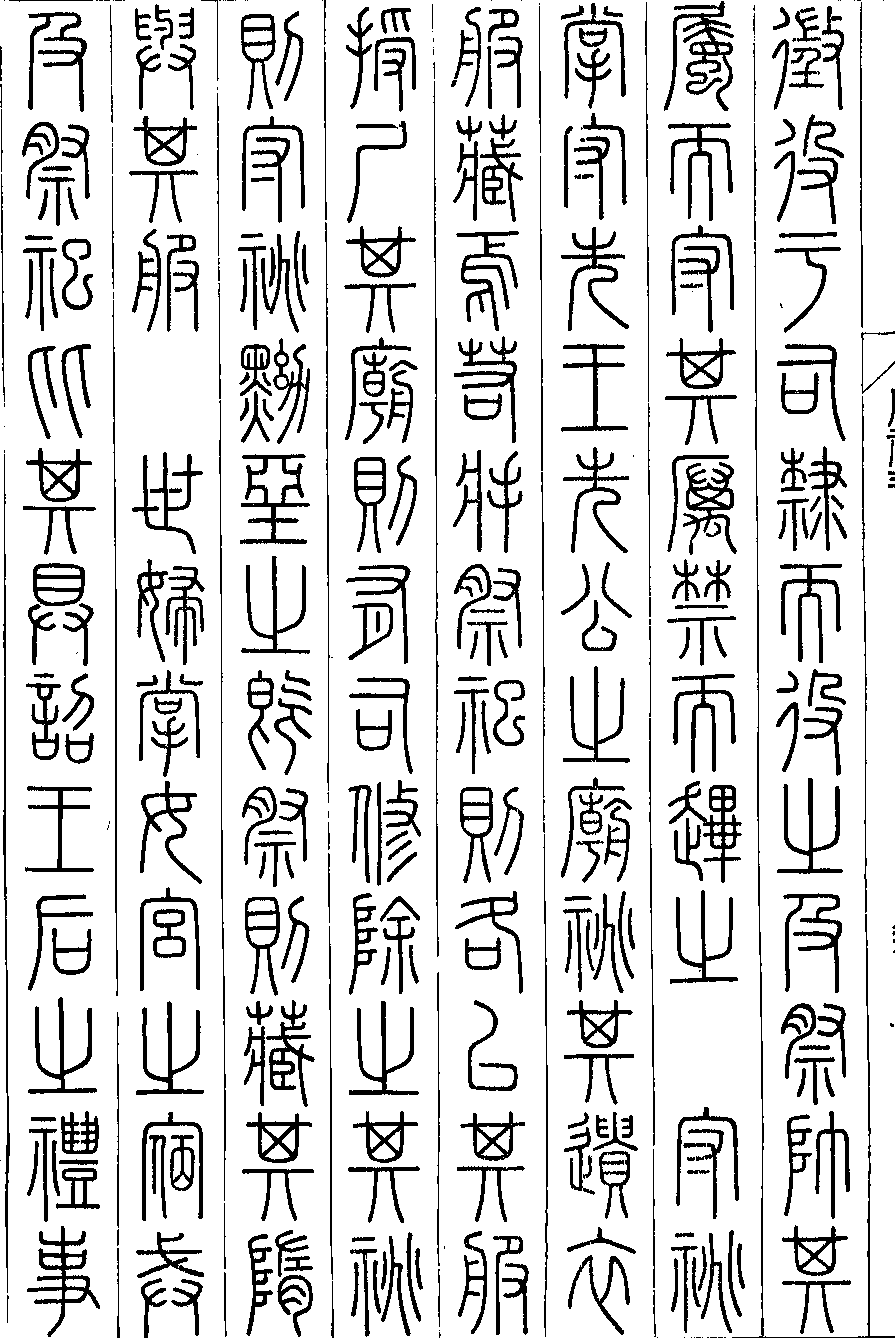 徵役于司隸而役之及祭帥其
屬而守其厲禁而蹕之　守祧
掌守先王先公之廟祧其遺衣
服藏焉若將祭祀則各以其服
授尸其廟則有司修除之其祧
則守祧黝堊之既祭則藏其隋
與其服　世婦掌女宮之宿戒
及祭祀比其具詔王后之禮事